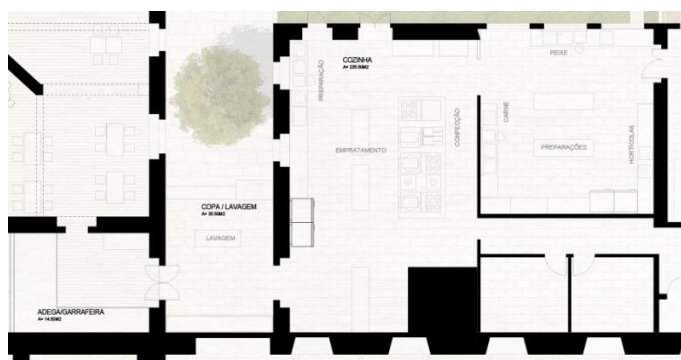 COZINHA
A= 235.50M2
PREPARAÇÃO
EMPRATAMENTO
CONFECÇÃO
PEIXE
CARNE
PREPARAÇÕES
HORTÍCOLAS
COPA / LAVAGEM
A= 35.50M2
LAVAGEM
ADEGA/GARRAFEIRA
A= 14.50M2